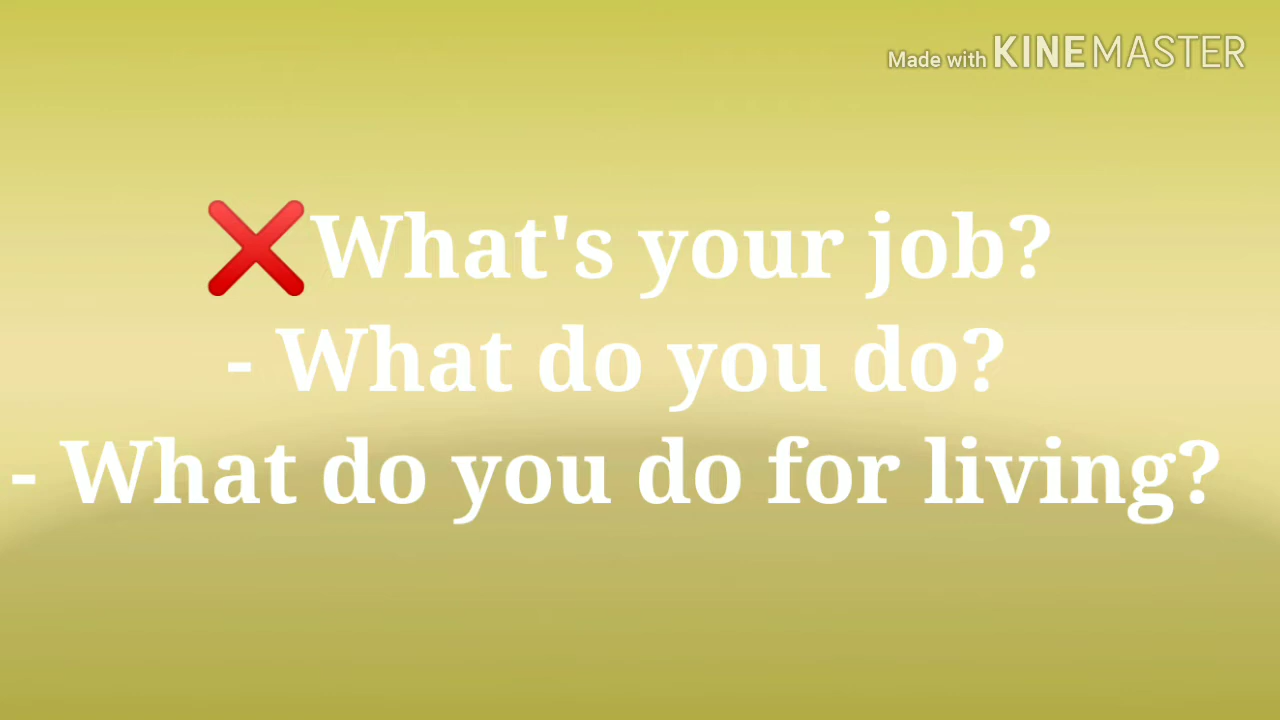 Made with KINEMASTER
❌What's your job?
- What do you do?
- What do you do for living?